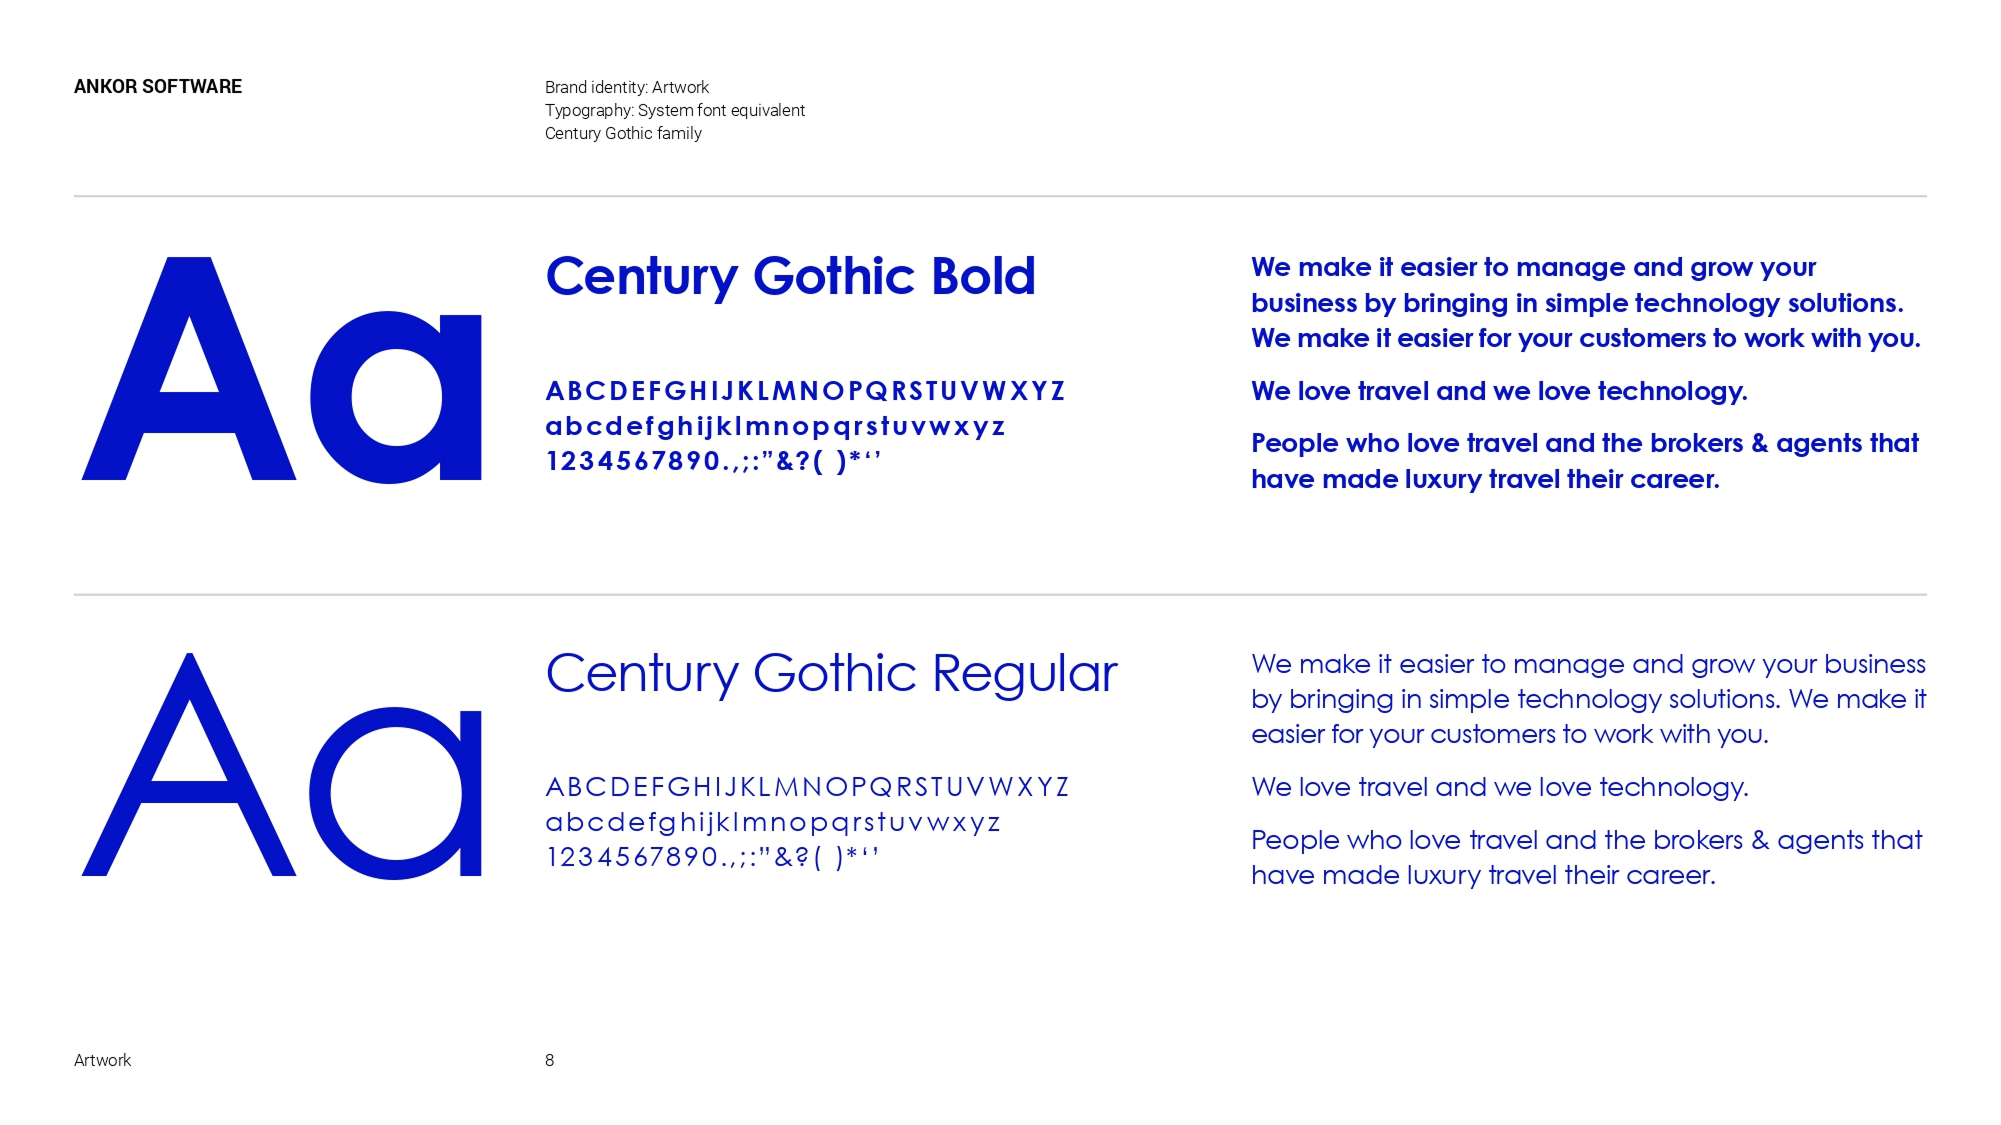 ANKOR SOFTWARE
Brand identity: Artwork
Typography: System font equivalent
Century Gothic family
Aa
Century Gothic Bold
ABCDEFGHIJKLMNOPQRSTUVWXYZ
abcdefghijklmnopqrstuvwxyz
1234567890.,;:”&?( )*‘’
We make it easier to manage and grow your
business by bringing in simple technology solutions.
We make it easier for your customers to work with you.
We love travel and we love technology.
People who love travel and the brokers & agents that
have made luxury travel their career.
Aa
Century Gothic Regular
ABCDEFGHIJKLMNOPQRSTUVWXYZ
abcdefghijklmnopqrstuvwxyz
1234567890.,;:”&?( )*‘’
We make it easier to manage and grow your business
by bringing in simple technology solutions. We make it
easier for your customers to work with you.
We love travel and we love technology.
People who love travel and the brokers & agents that
have made luxury travel their career.
Artwork
8